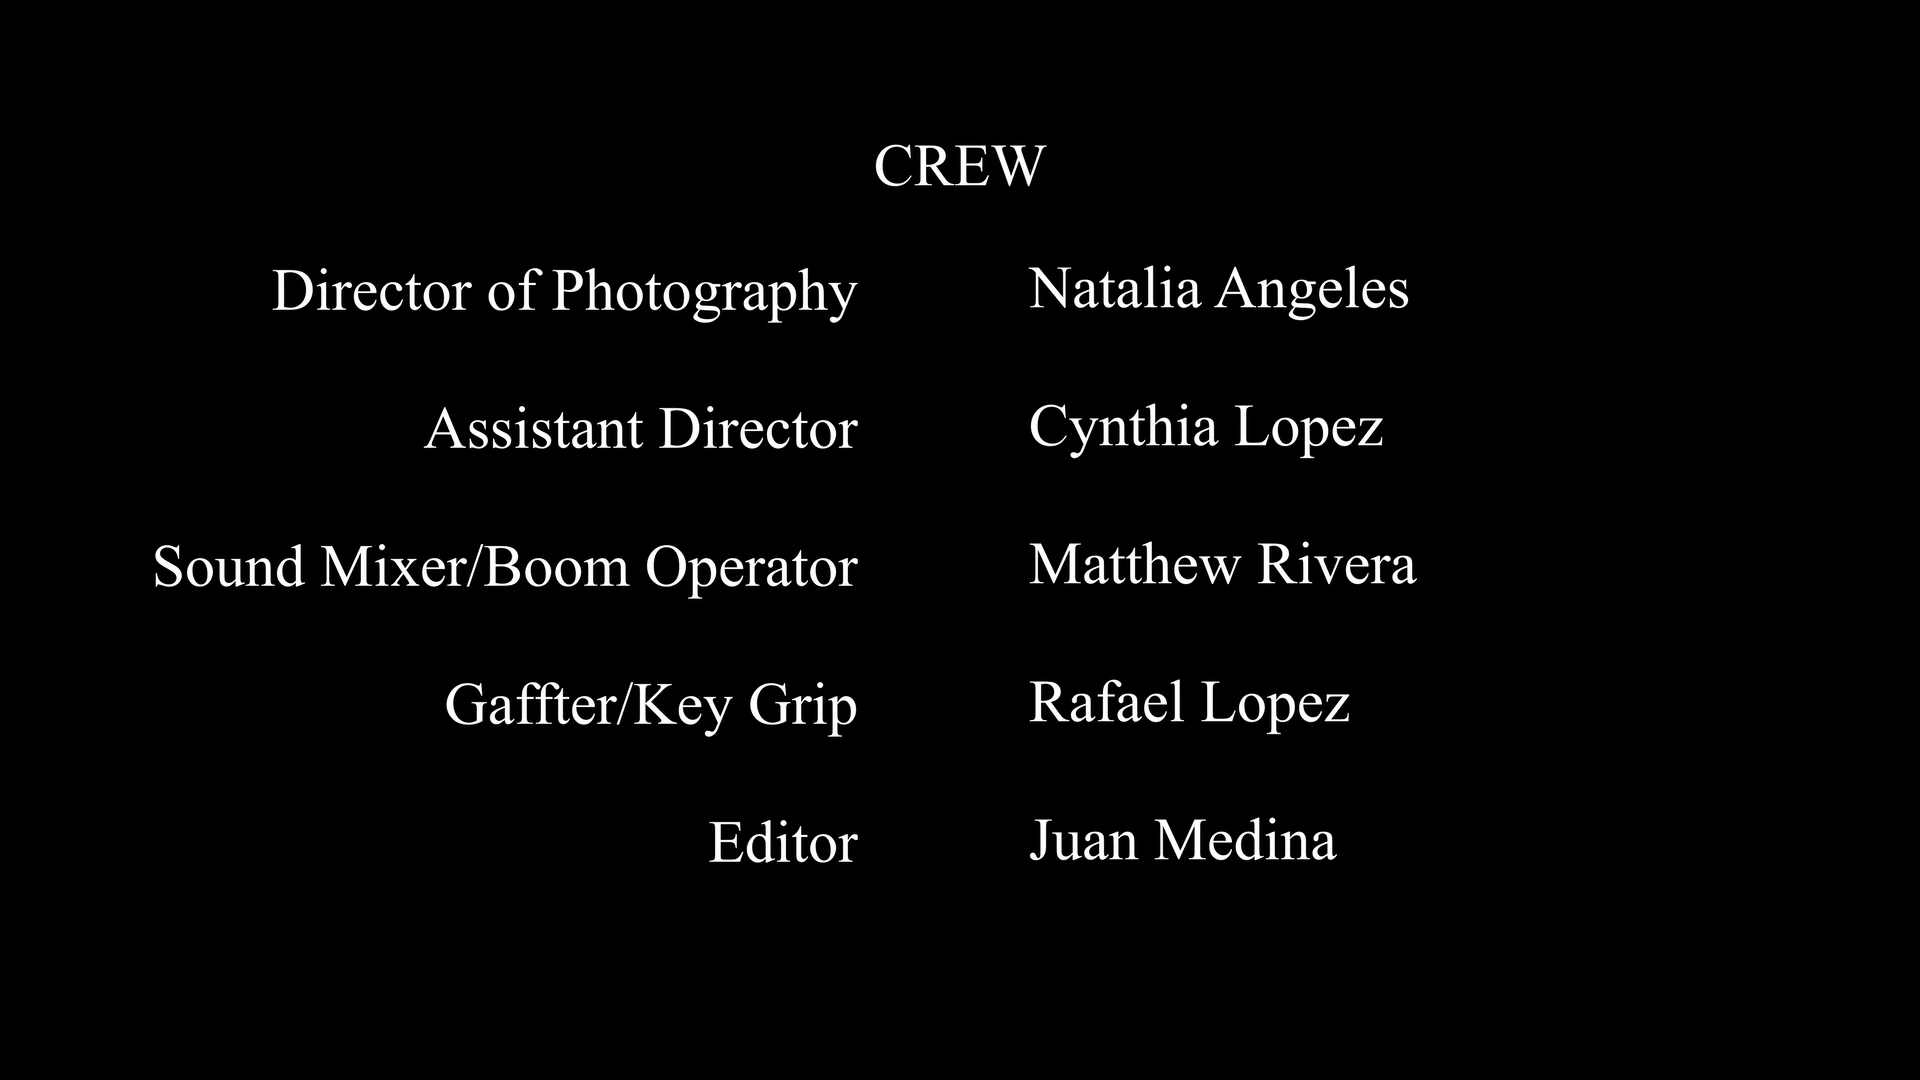 CREW
Director of Photography Natalia Angeles
Assistant Director Cynthia Lopez
Sound Mixer/Boom Operator Matthew Rivera
Gaffter/Key Grip Rafael Lopez
Editor Juan Medina